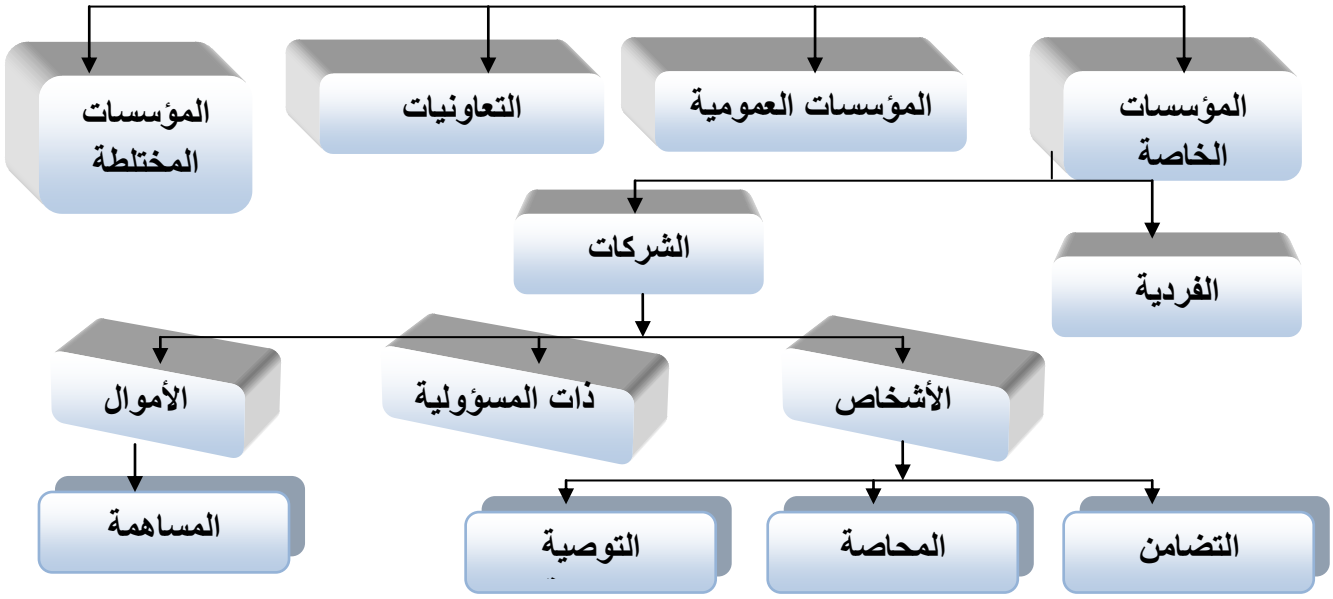 المؤسسات
الخاصة
المؤسسات العمومية
التعاونيات
المؤسسات
المختلطة
الشركات
الفردية
الأشخاص
ذات المسؤولية
الأموال
التضامن
المحاصة
التوصية
المساهمة